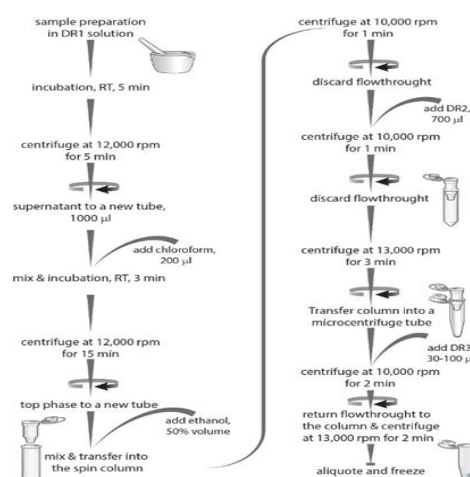 sample preparation
in DR1 solution
incubation, RT, 5 min
centrifuge at 12,000 rpm
for 5 min
supernatant to a new tube,
1000 µl
add chloroform,
200 µl
mix & incubation, RT, 3 min
centrifuge at 12,000 rpm
for 15 min
top phase to a new tube
add ethanol,
50% volume
mix & transfer into
the spin column
centrifuge at 10,000 rpm
for 1 min
discard flowthrought
add DR2,
700 µl
centrifuge at 10,000 rpm
for 1 min
discard flowthrought
centrifuge at 13,000 rpm
for 3 min
Transfer column into a
microcentrifuge tube
add DR3
30-100 µ
centrifuge at 10,000 rpm
for 2 min
return flowthrought to
the column & centrifuge
at 13,000 rpm for 2 min
aliquote and freeze